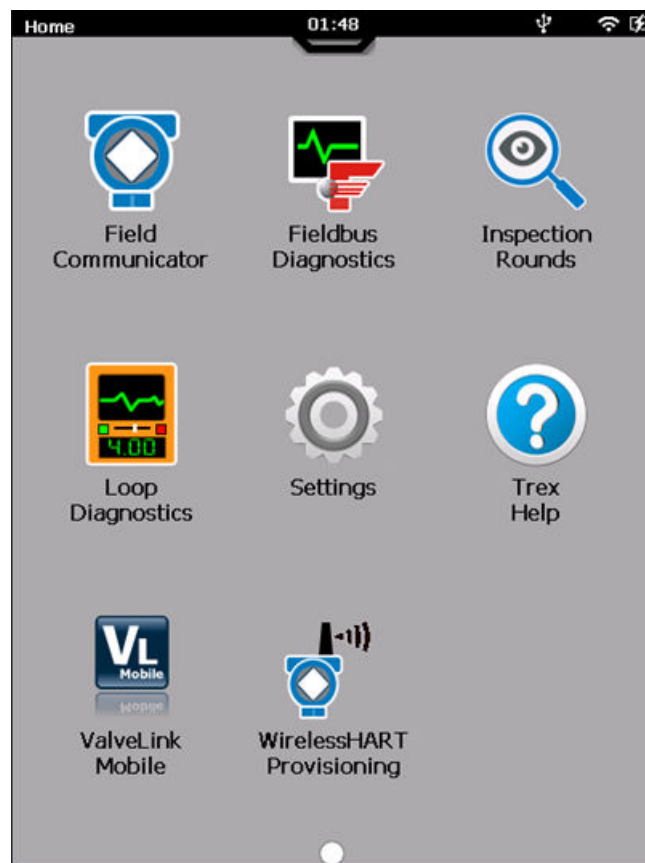 Home 01:48
Field
Communicator
Fieldbus
Diagnostics
Inspection
Rounds
4.00
Loop
Diagnostics
Settings
?
Trex
Help
VL
Mobile
ValveLink
Mobile
WirelessHART
Provisioning